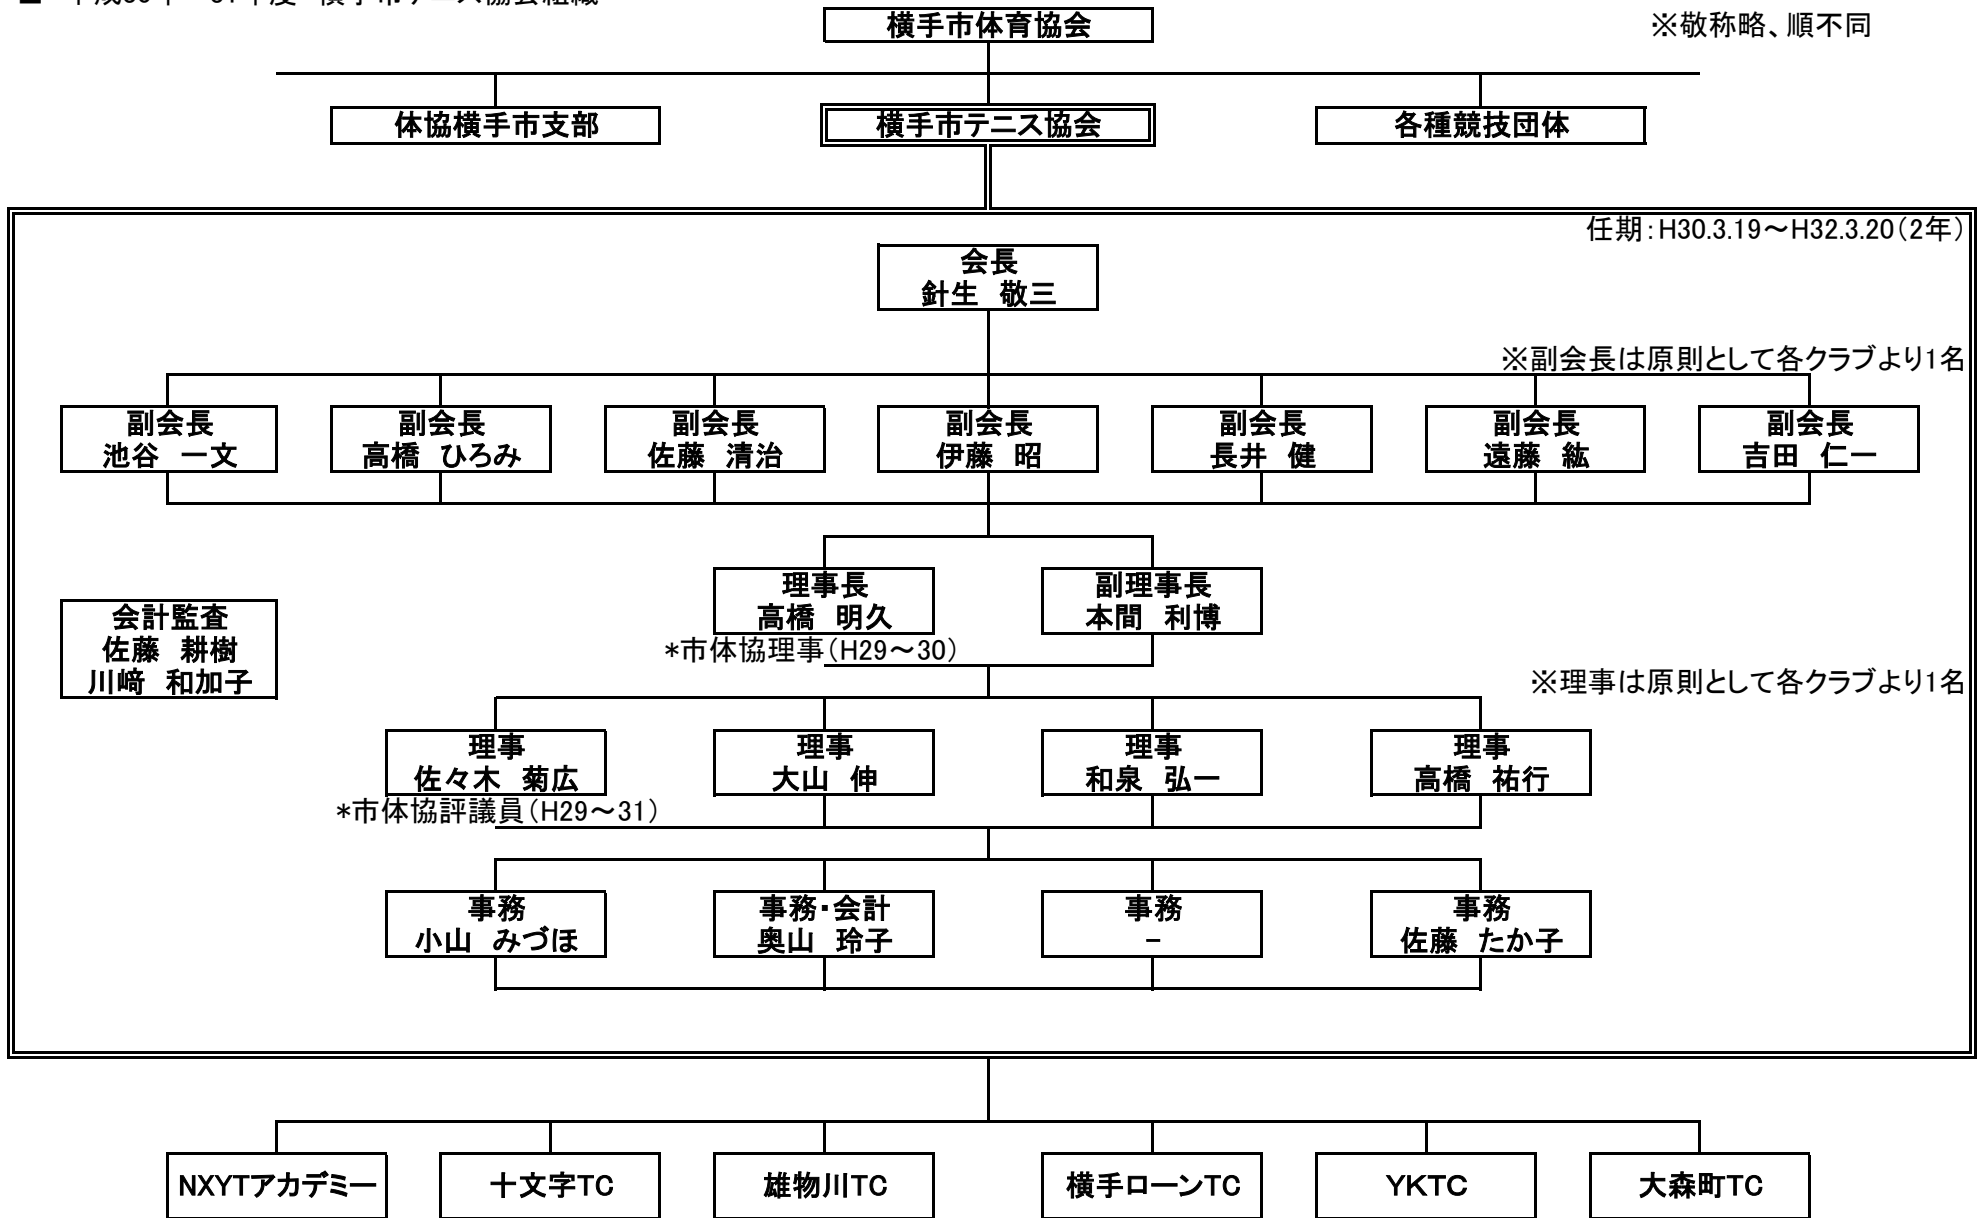 横手市体育協会
※敬称略、順不同
体協横手市支部
横手市テニス協会
各種競技団体
任期：H30.3.19～H32.3.20（2年）
会長
針生　敬三
※副会長は原則として各クラブより1名
副会長
池谷　一文
副会長
高橋　ひろみ
副会長
佐藤　清治
副会長
伊藤　昭
副会長
長井　健
副会長
遠藤　紘
副会長
吉田　仁一
理事長
高橋　明久
*市体協理事（H29～30）
副理事長
本間　利博
会計監査
佐藤　耕樹
川﨑　和加子
※理事は原則として各クラブより1名
理事
佐々木　菊広
*市体協評議員（H29～31）
理事
大山　伸
理事
和泉　弘一
理事
高橋　祐行
事務
小山　みづほ
事務・会計
奥山　玲子
事務
－
事務
佐藤　たか子
NXYTアカデミー
十文字TC
雄物川TC
横手ローンTC
YKTC
大森町TC